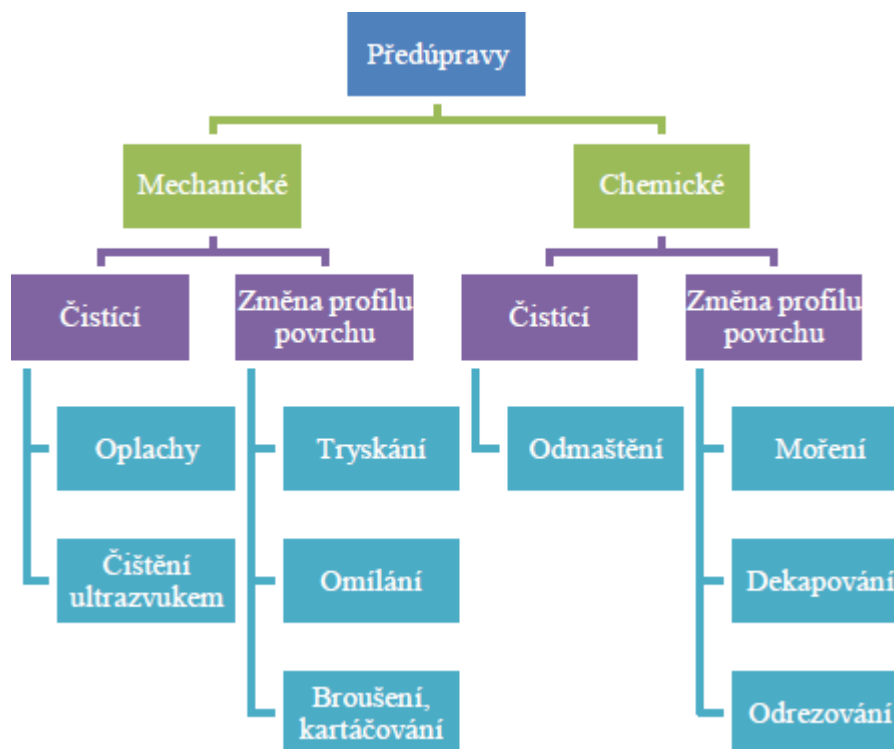 Předúpravy
Mechanické
Chemické
Čistící
Změna profilu
povrchu
Čistící
Změna profilu
povrchu
Oplachy
Tryskání
Odmaštění
Moření
Čištění
ultrazvukem
Omílání
Dekapování
Broušení,
kartáčování
Odrezování